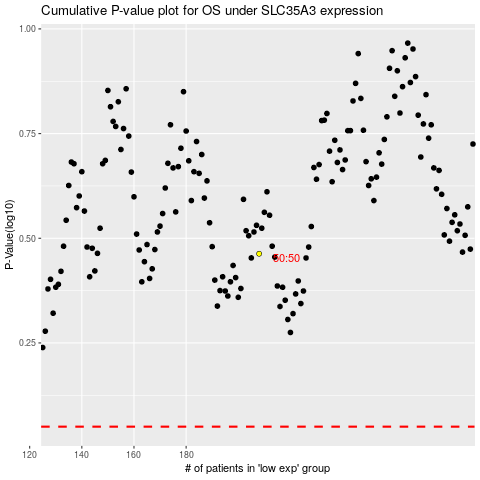 Cumulative P-value plot for OS under SLC35A3 expression
1.00
0.75
P-Value(log10)
0.50
50:50
0.25
120 140 160 180
# of patients in 'low exp' group